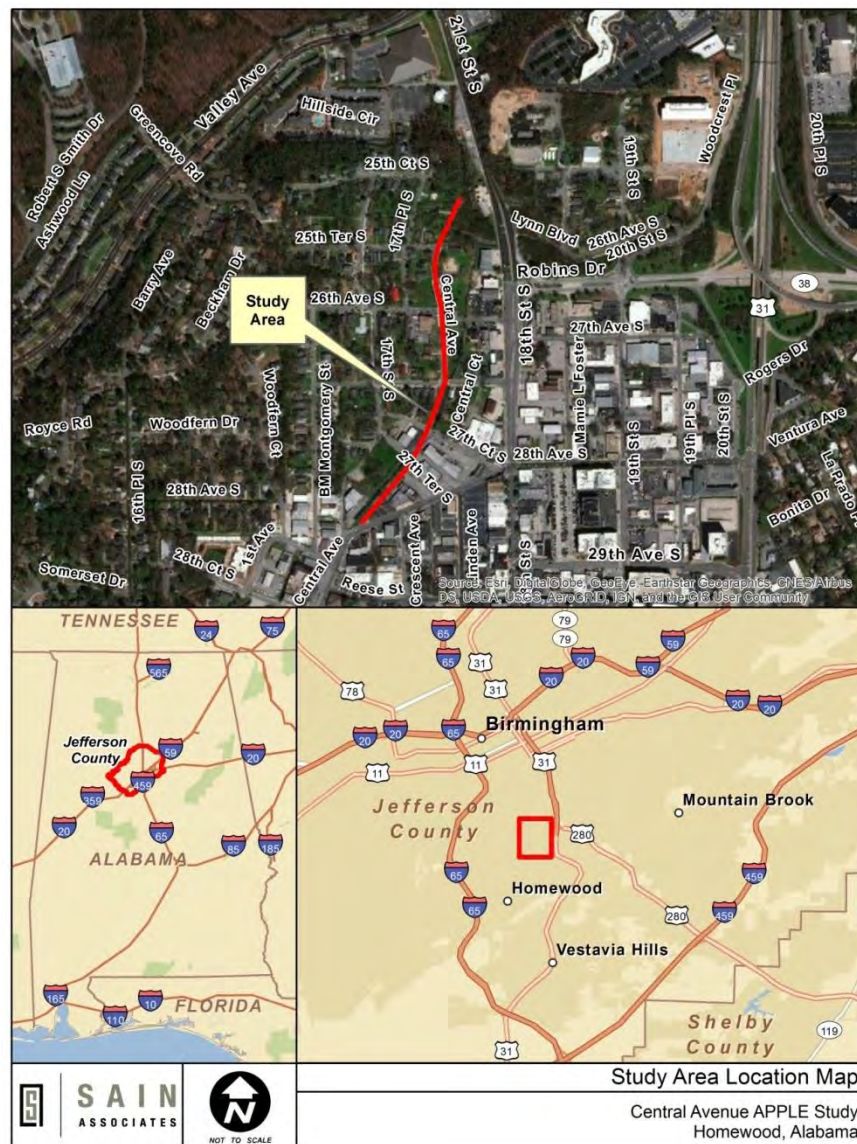 21st St S
Valley Ave
Hillside Cir
Robert S Smith Dr
Ashwood Ln
Greencove Rd
25th Ct S
17th Pl S
19th St S
Woodcrest Pl
20th Pl S
Lynn Blvd
26th Ave S
20th St S
25th Ter S
Barry Ave
Beckham Dr
Robins Dr
38
31
Study
Area
26th Ave S
Central Ave
18th St S
27th Ave S
Mamie L Foster
17th St S
Central Ct
Rogers Dr
Woodfern Ct
BM Montgomery St
Royce Rd
Woodfern Dr
27th Ct S
19th St S
19th Pl S
20th St S
Ventura Ave
16th Pl S
28th Ave S
27th Ter S
28th Ave S
La Prado
Bonita Dr
1st Ave
28th Ct S
Central Ave
Crescent Ave
Linden Ave
29th Ave S
Somerset Dr
Reese St
18th St S
Source: Esri, DigitalGlobe, GeoEye, Earthstar Geographics, CNES/Airbus
DS, USDA, USGS, AeroGRID, IGN, and the GIS User Community
TENNESSEE
24
75
565
Jefferson
County
59
20
459
359
20
65
ALABAMA
85
185
165
10
110
FLORIDA
65
79
79
65
31
20
59
59
78
31
20
20
20
20
20
65
Birmingham
11
11
31
Jefferson
County
Mountain Brook
280
65
Homewood
459
65
280
459
Vestavia Hills
Shelby
County
119
31
SAIN
ASSOCIATES
N
NOT TO SCALE
Study Area Location Map
Central Avenue APPLE Study
Homewood, Alabama